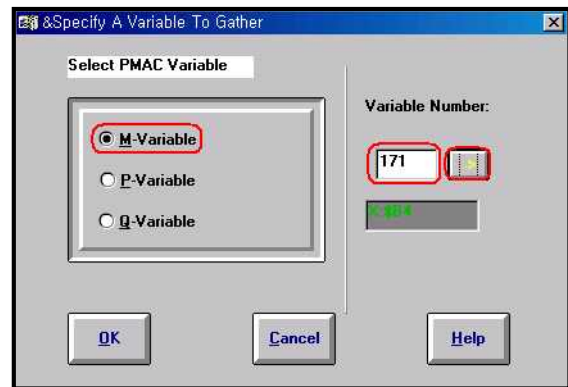 &Specify A Variable To Gather
Select PMAC Variable
M-Variable
P-Variable
Q-Variable
Variable Number:
171
>
X:$B4
OK
Cancel
Help